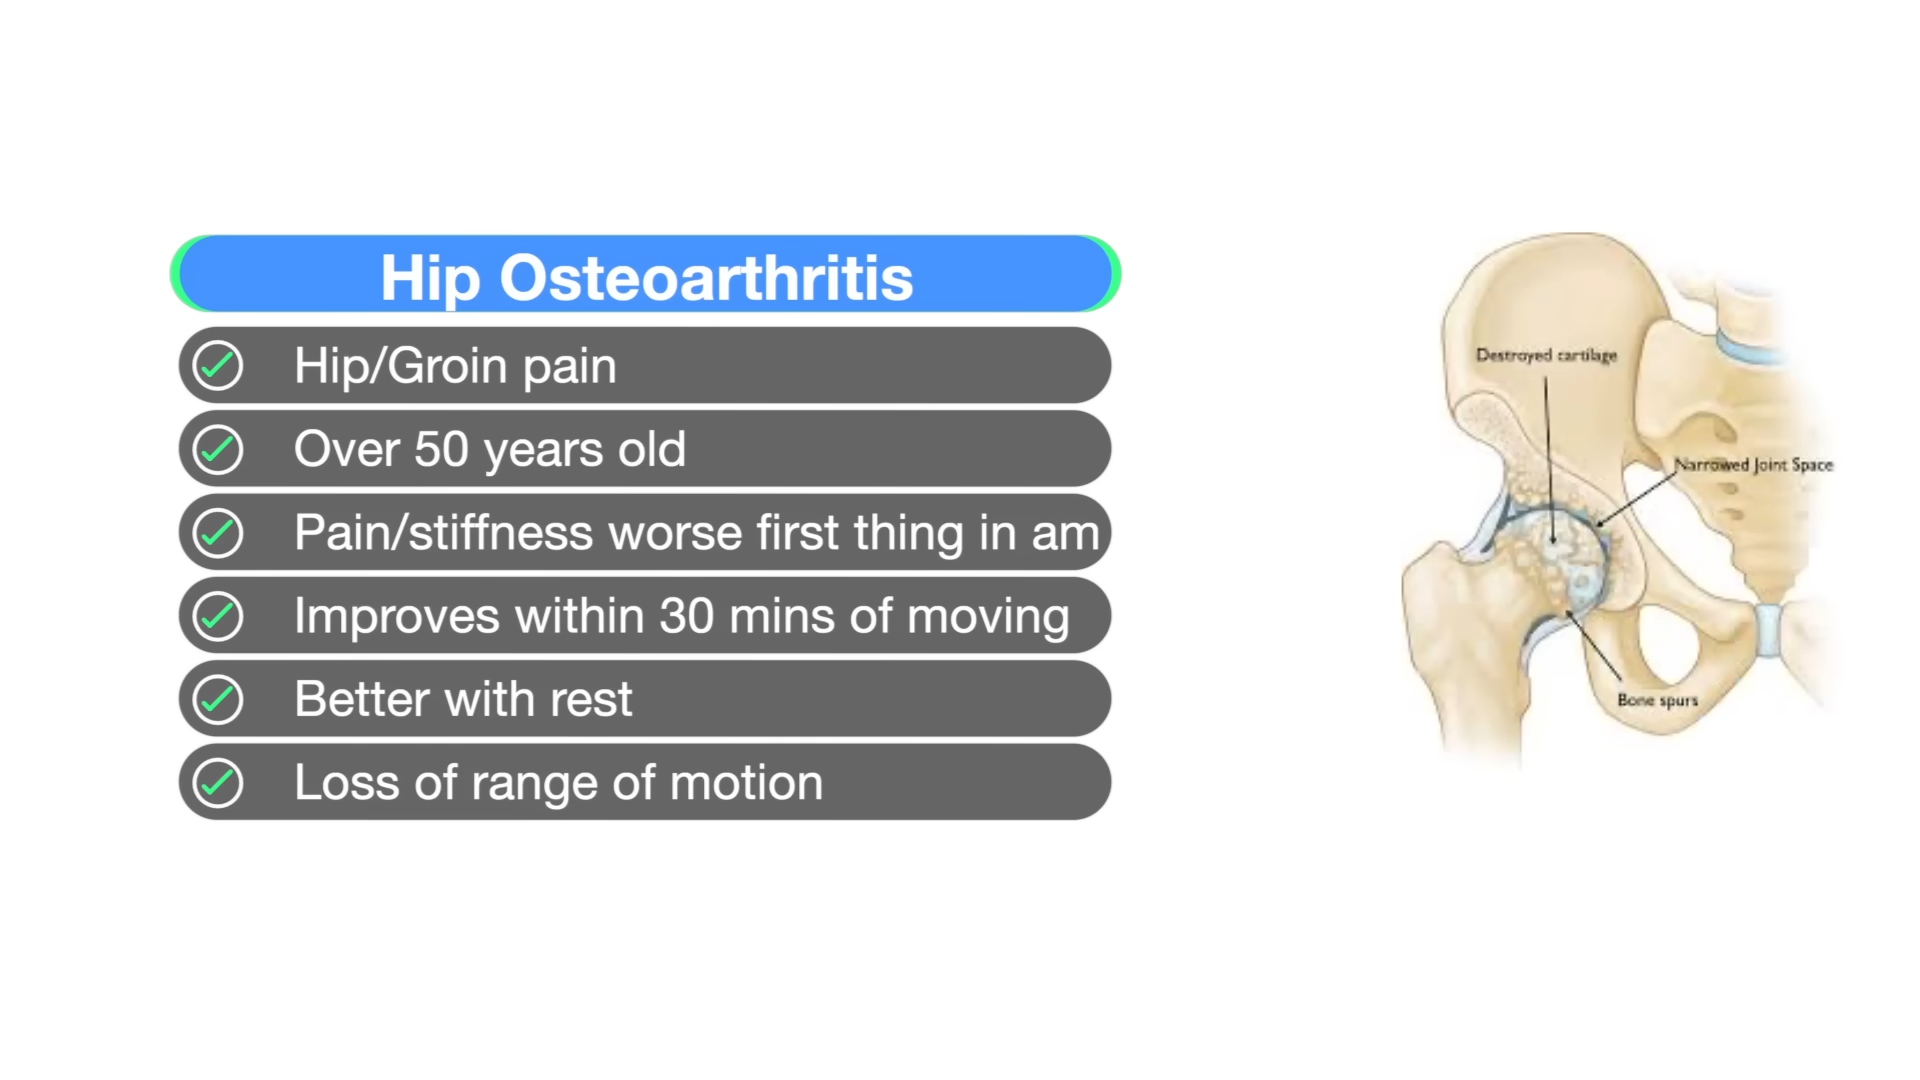 Hip Osteoarthritis
Hip/Groin pain
Over 50 years old
Pain/stiffness worse first thing in am
Improves within 30 mins of moving
Better with rest
Loss of range of motion
Destroyed cartilage
Narrowed Joint Space
Bone spurs